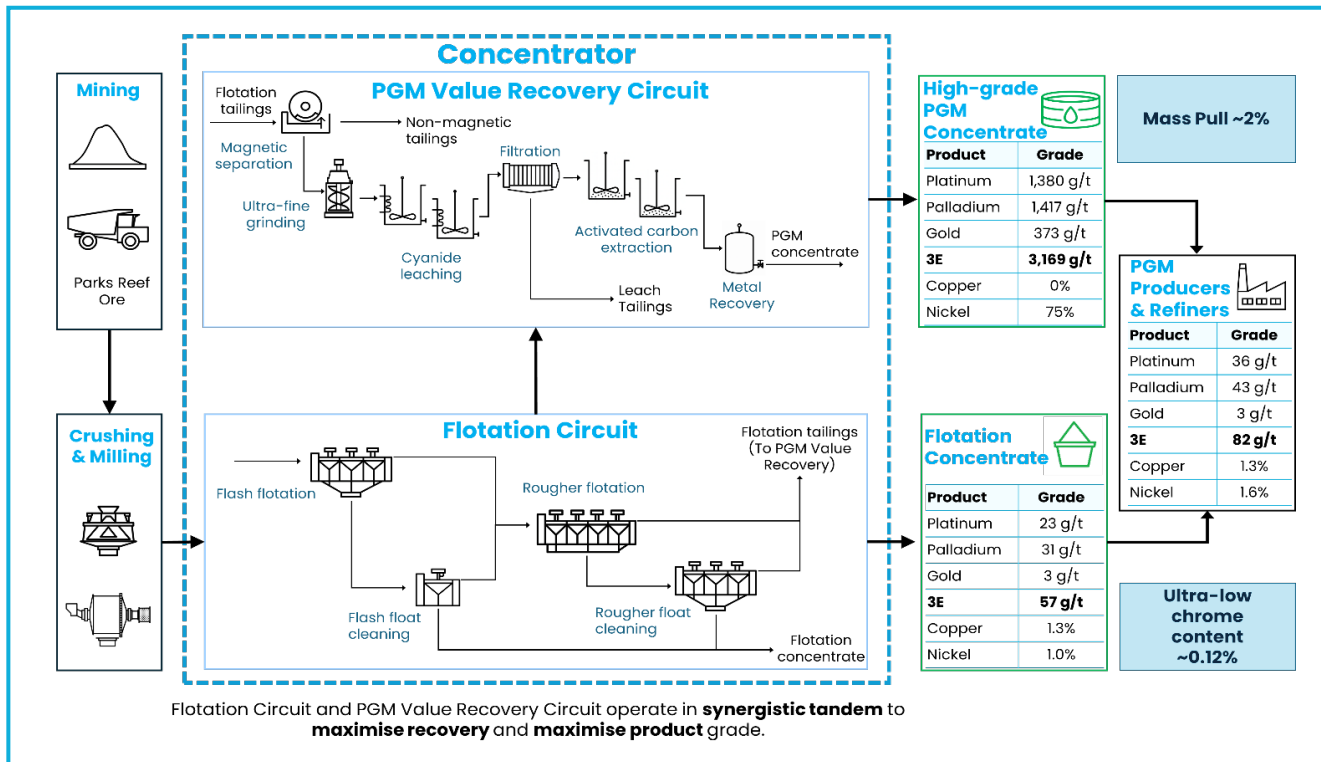 Concentrator
Mining
Parks Reef
Ore
Crushing
& Milling
PGM Value Recovery Circuit
Flotation
tailings
Magnetic
separation
Non-magnetic
tailings
Ultra-fine
grinding
Cyanide
leaching
Filtration
Leach
Tailings
Activated carbon
extraction
Metal
Recovery
PGM
concentrate
Flotation Circuit
Flash flotation
Flash float
cleaning
Rougher flotation
Rougher float
cleaning
Flotation tailings
(To PGM Value
Recovery)
Flotation
concentrate
High-grade
PGM
Concentrate
Product Grade
Platinum 1,380 g/t
Palladium 1,417 g/t
Gold 373 g/t
3E 3,169 g/t
Copper 0%
Nickel 75%
Mass Pull ~2%
PGM
Producers
& Refiners
Product Grade
Platinum 36 g/t
Palladium 43 g/t
Gold 3 g/t
3E 82 g/t
Copper 1.3%
Nickel 1.6%
Flotation
Concentrate
Product Grade
Platinum 23 g/t
Palladium 31 g/t
Gold 3 g/t
3E 57 g/t
Copper 1.3%
Nickel 1.0%
Ultra-low
chrome
content
~0.12%
Flotation Circuit and PGM Value Recovery Circuit operate in synergistic tandem to
maximise recovery and maximise product grade.